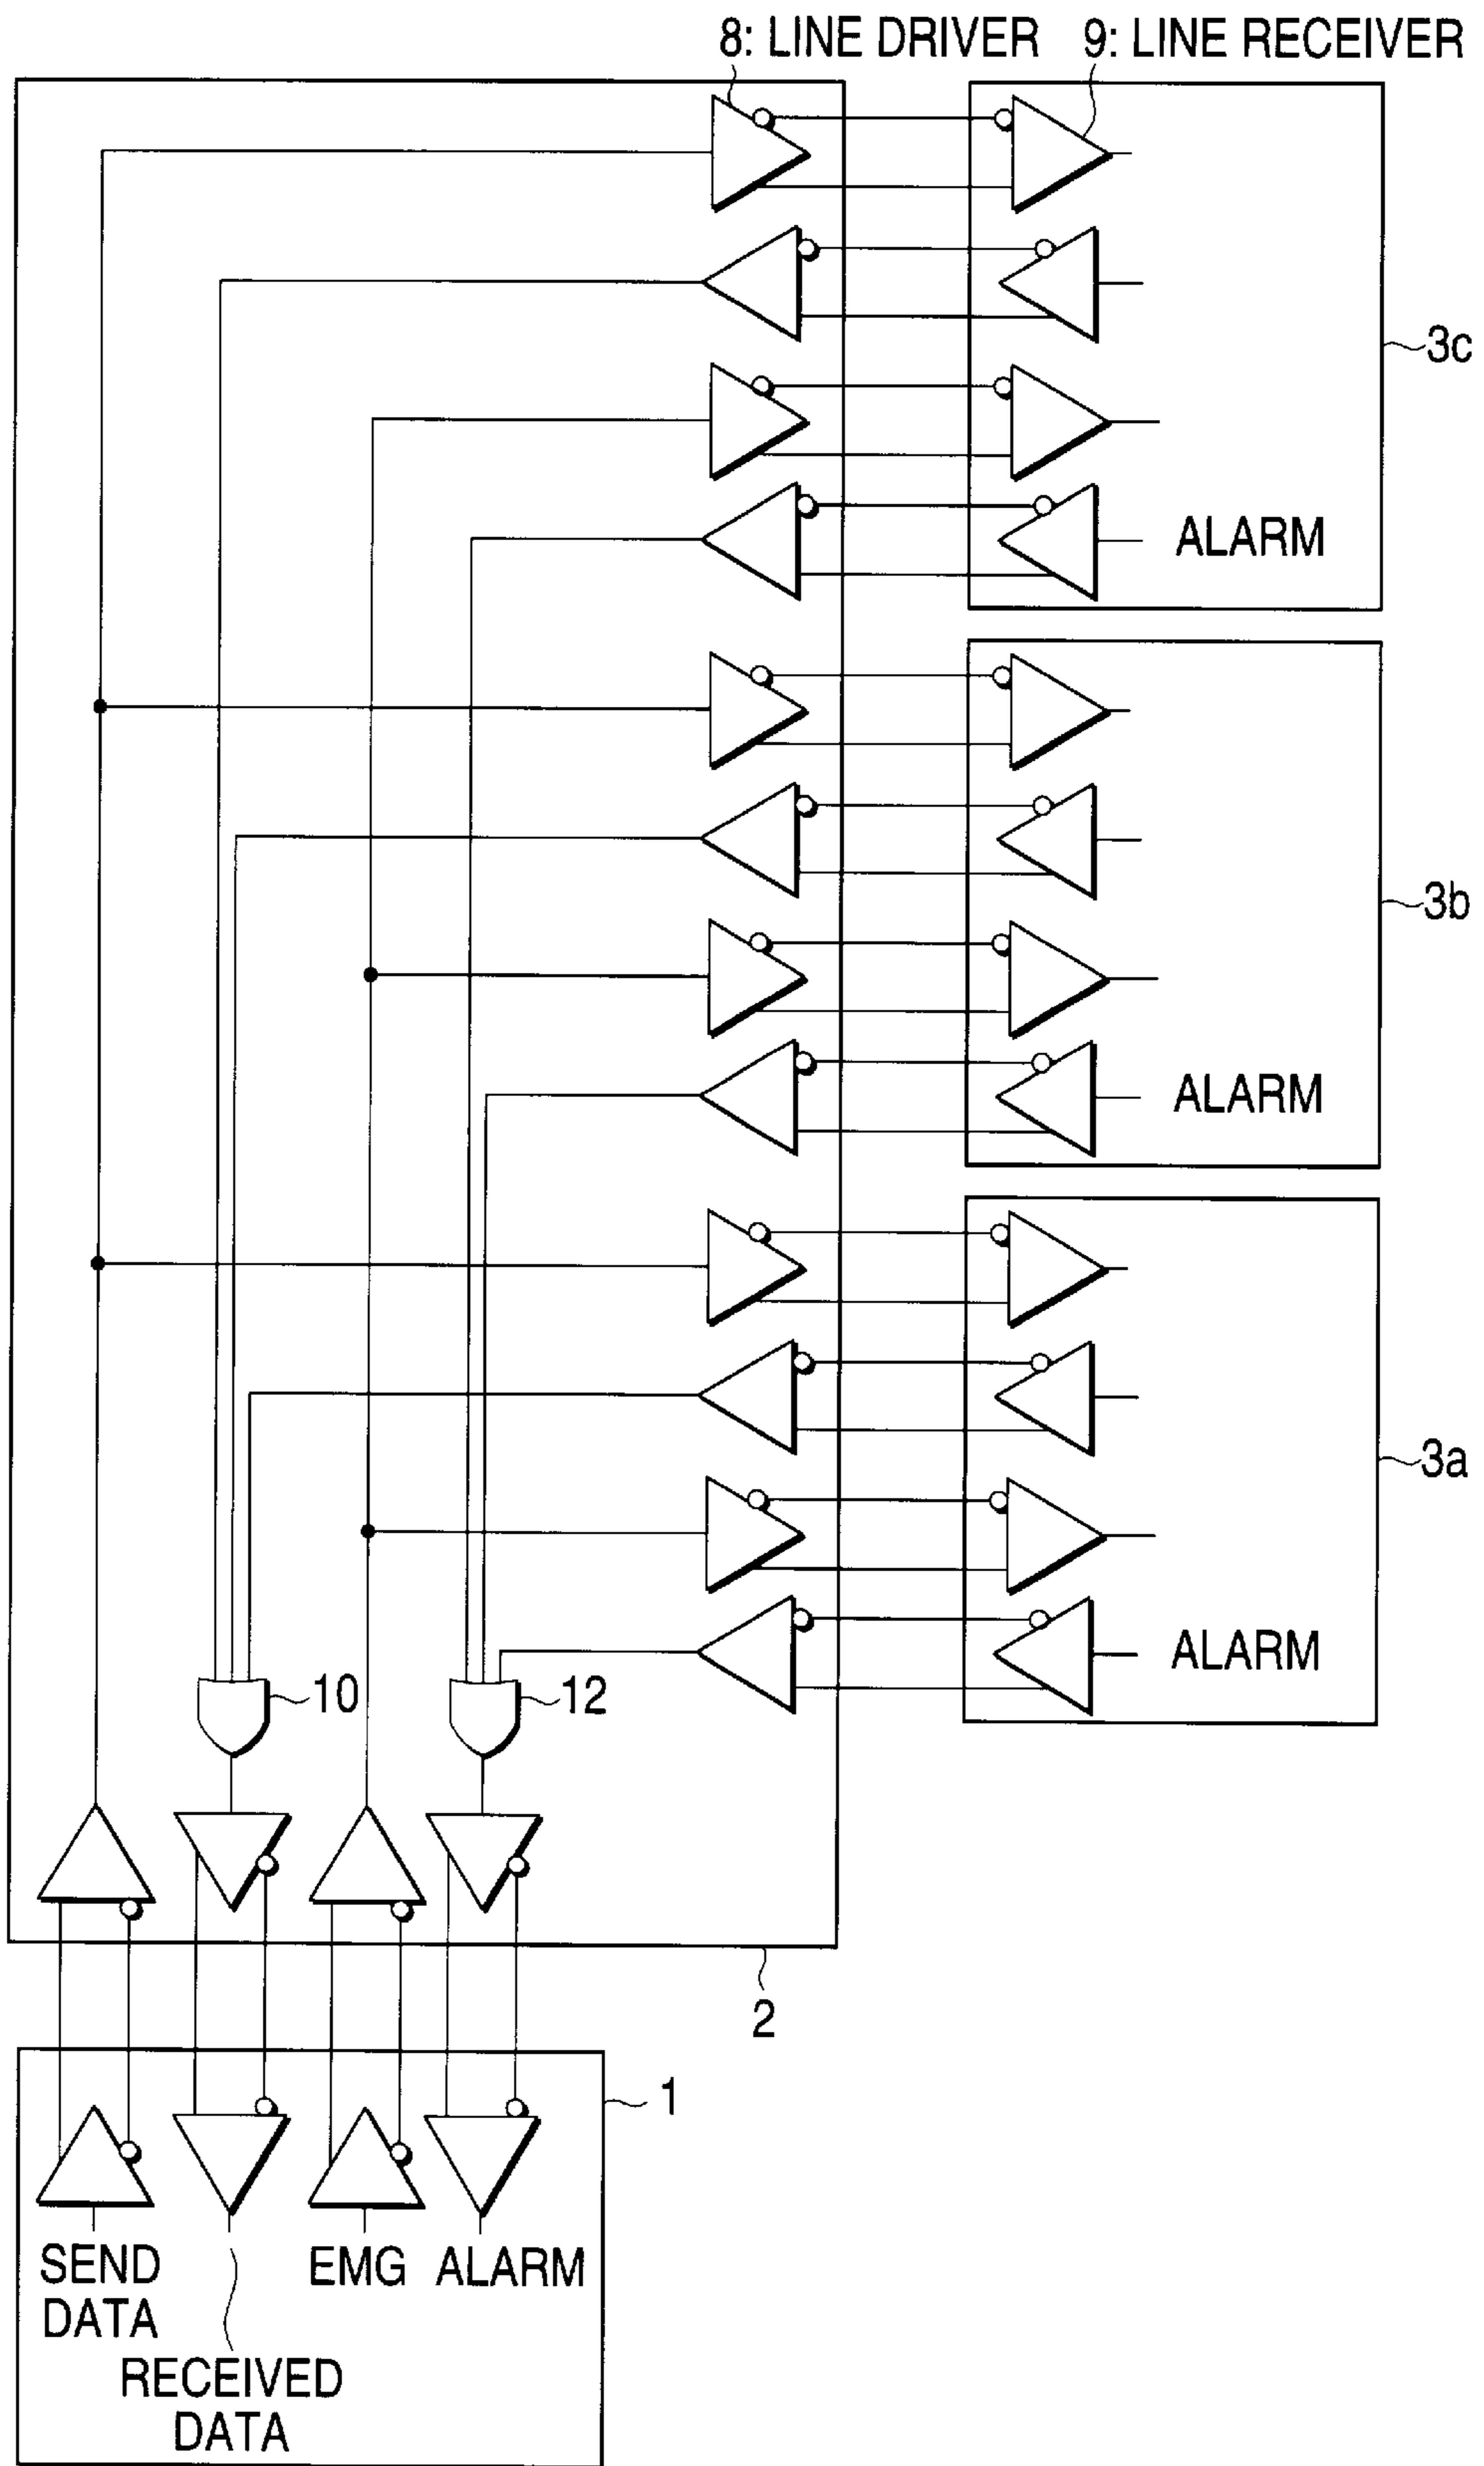 8: LINE DRIVER 9: LINE RECEIVER
3c
ALARM
3b
ALARM
3a
ALARM
10
12
2
1
SEND
DATA
EMG
ALARM
RECEIVED
DATA